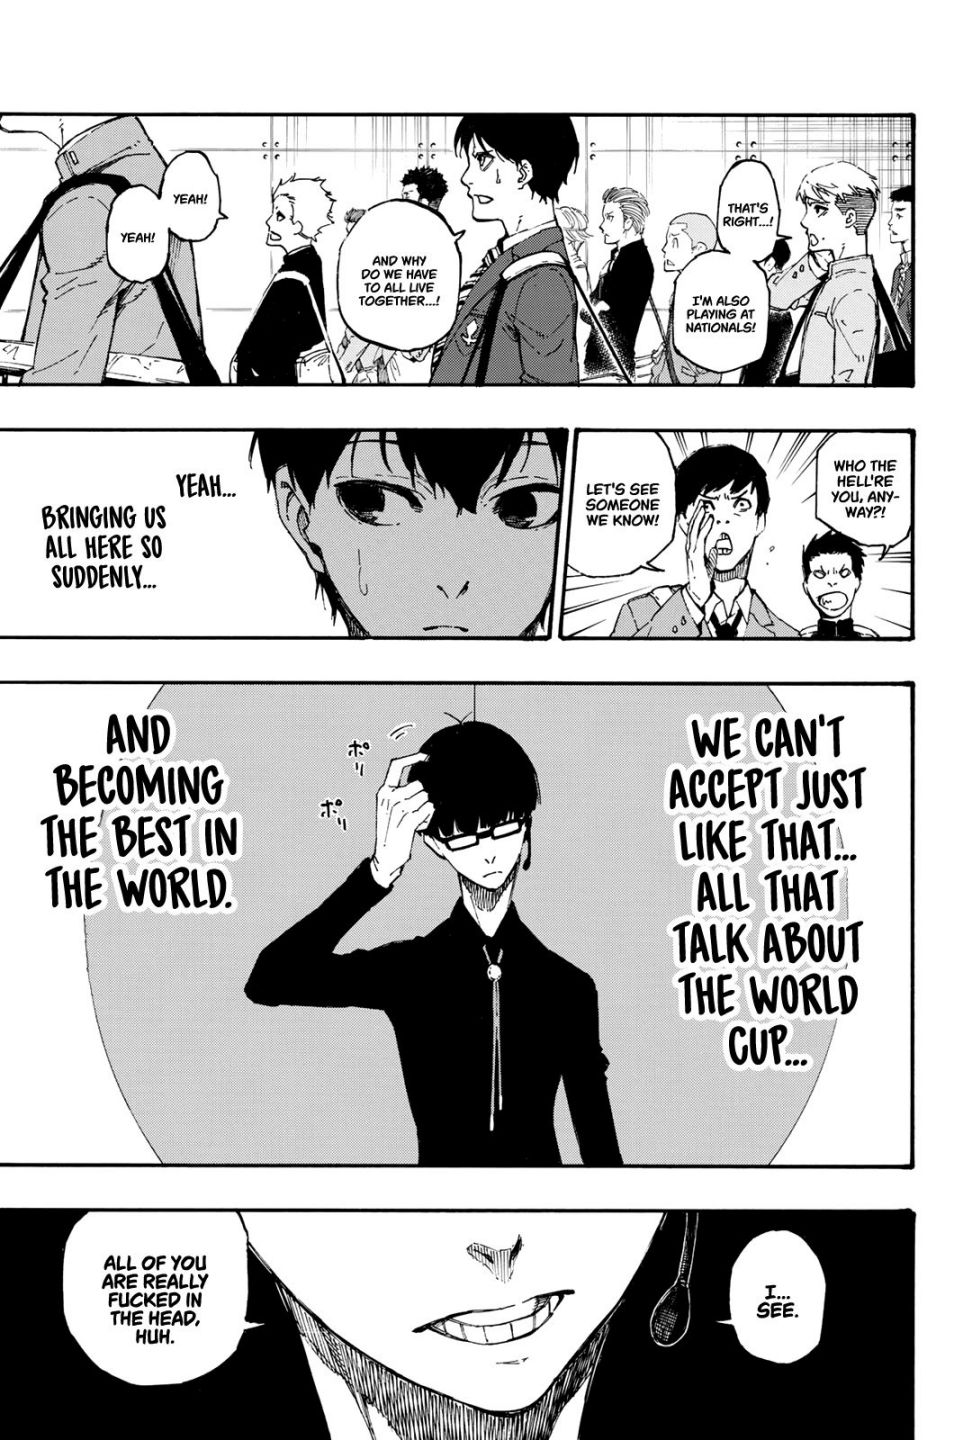 THAT'S
RIGHT...!
I'M ALSO
PLAYING AT
NATIONALS!
AND WHY
DO WE HAVE
TO ALL LIVE
TOGETHER...!
YEAH!
YEAH!
WHO THE
HELL'RE
YOU, ANY-
WAY?!
LET'S SEE
SOMEONE
WE KNOW!
YEAH...
BRINGING US
ALL HERE SO
SUDDENLY...
WE CAN'T
ACCEPT JUST
LIKE THAT...
ALL THAT
TALK ABOUT
THE WORLD
CUP...
ポリ
ポリ
AND
BECOMING
THE BEST IN
THE WORLD.
I...
SEE.
ALL OF YOU
ARE REALLY
FUCKED IN
THE HEAD,
HUH.